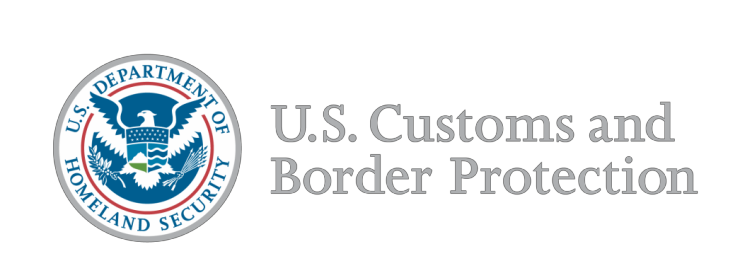 U.S. DEPARTMENT OF
HOMELAND SECURITY
U.S. Customs and
Border Protection